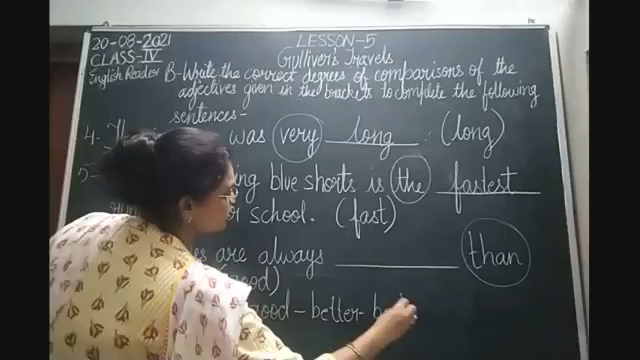 20-08-2021
CLASS-IV
English Reader
LESSON-5
Gulliver's Travels
B-Write the correct degrees of comparisons of the
adjectives given in the brackets to complete the following
sentences-
4- was very long. (long)
5- blue shorts is the fastest
school. (fast)
are always than
good - better -